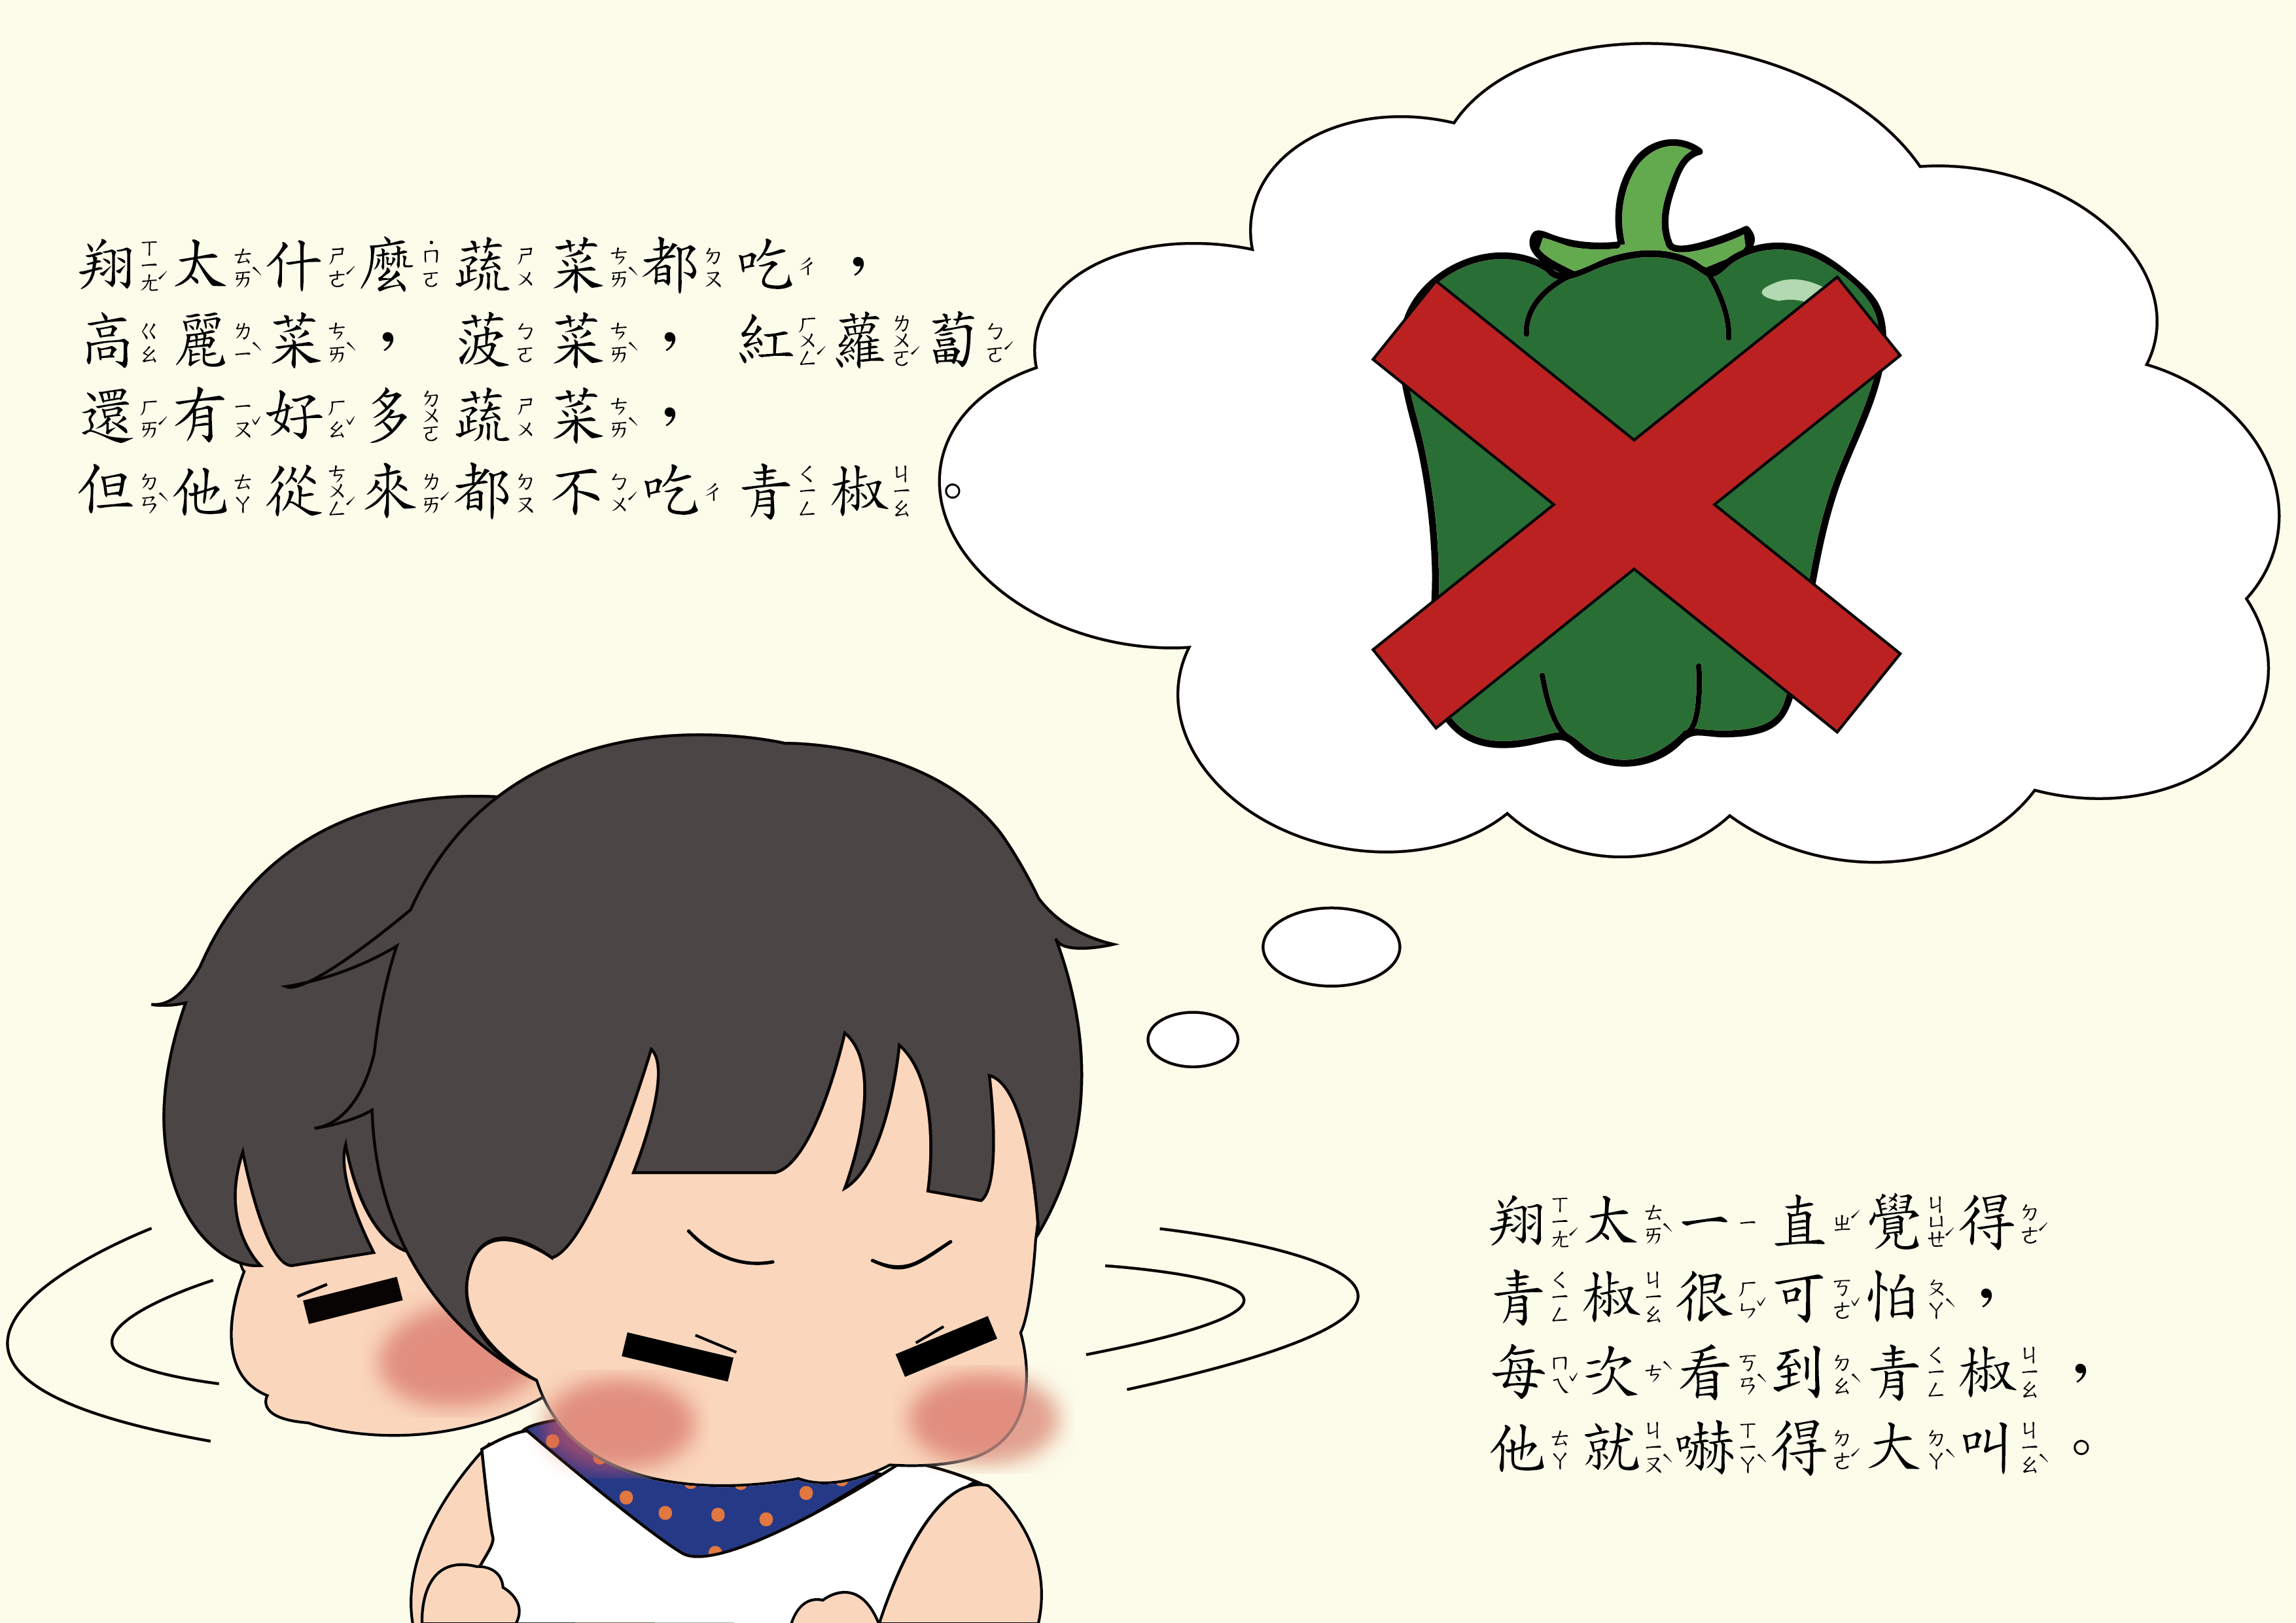 翔太什麼蔬菜都吃，
高麗菜，菠菜，紅蘿蔔
還有好多蔬菜，
但他從來都不吃青椒。
翔太一直覺得
青椒很可怕，
每次看到青椒，
他就嚇得大叫。